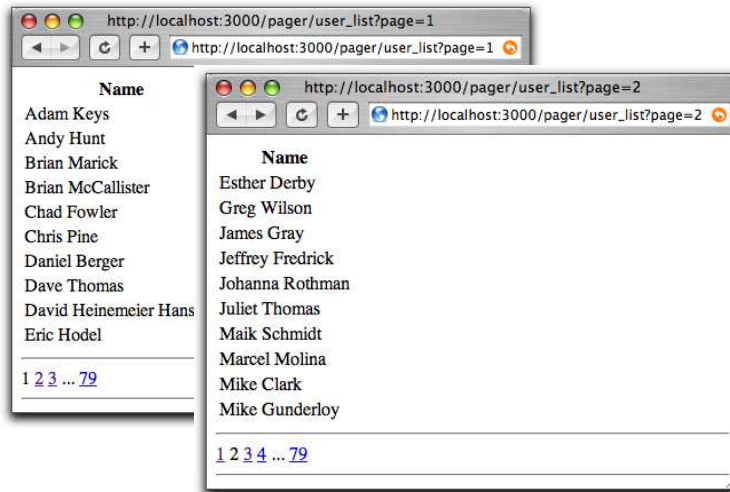 http://localhost:3000/pager/user_list?page=1
http://localhost:3000/pager/user_list?page=1
Name
Adam Keys
Andy Hunt
Brian Marick
Brian McCallister
Chad Fowler
Chris Pine
Daniel Berger
Dave Thomas
David Heinemeier Hans
Eric Hodel
1 2 3 ... 79
http://localhost:3000/pager/user_list?page=2
http://localhost:3000/pager/user_list?page=2
Name
Esther Derby
Greg Wilson
James Gray
Jeffrey Fredrick
Johanna Rothman
Juliet Thomas
Maik Schmidt
Marcel Molina
Mike Clark
Mike Gunderloy
1 2 3 4 ... 79